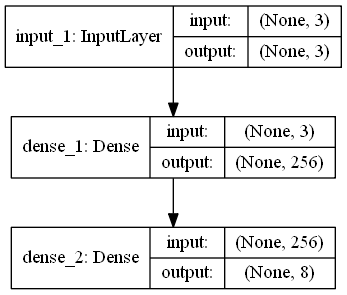 input_1: InputLayer
input: (None, 3)
output: (None, 3)
dense_1: Dense
input: (None, 3)
output: (None, 256)
dense_2: Dense
input: (None, 256)
output: (None, 8)